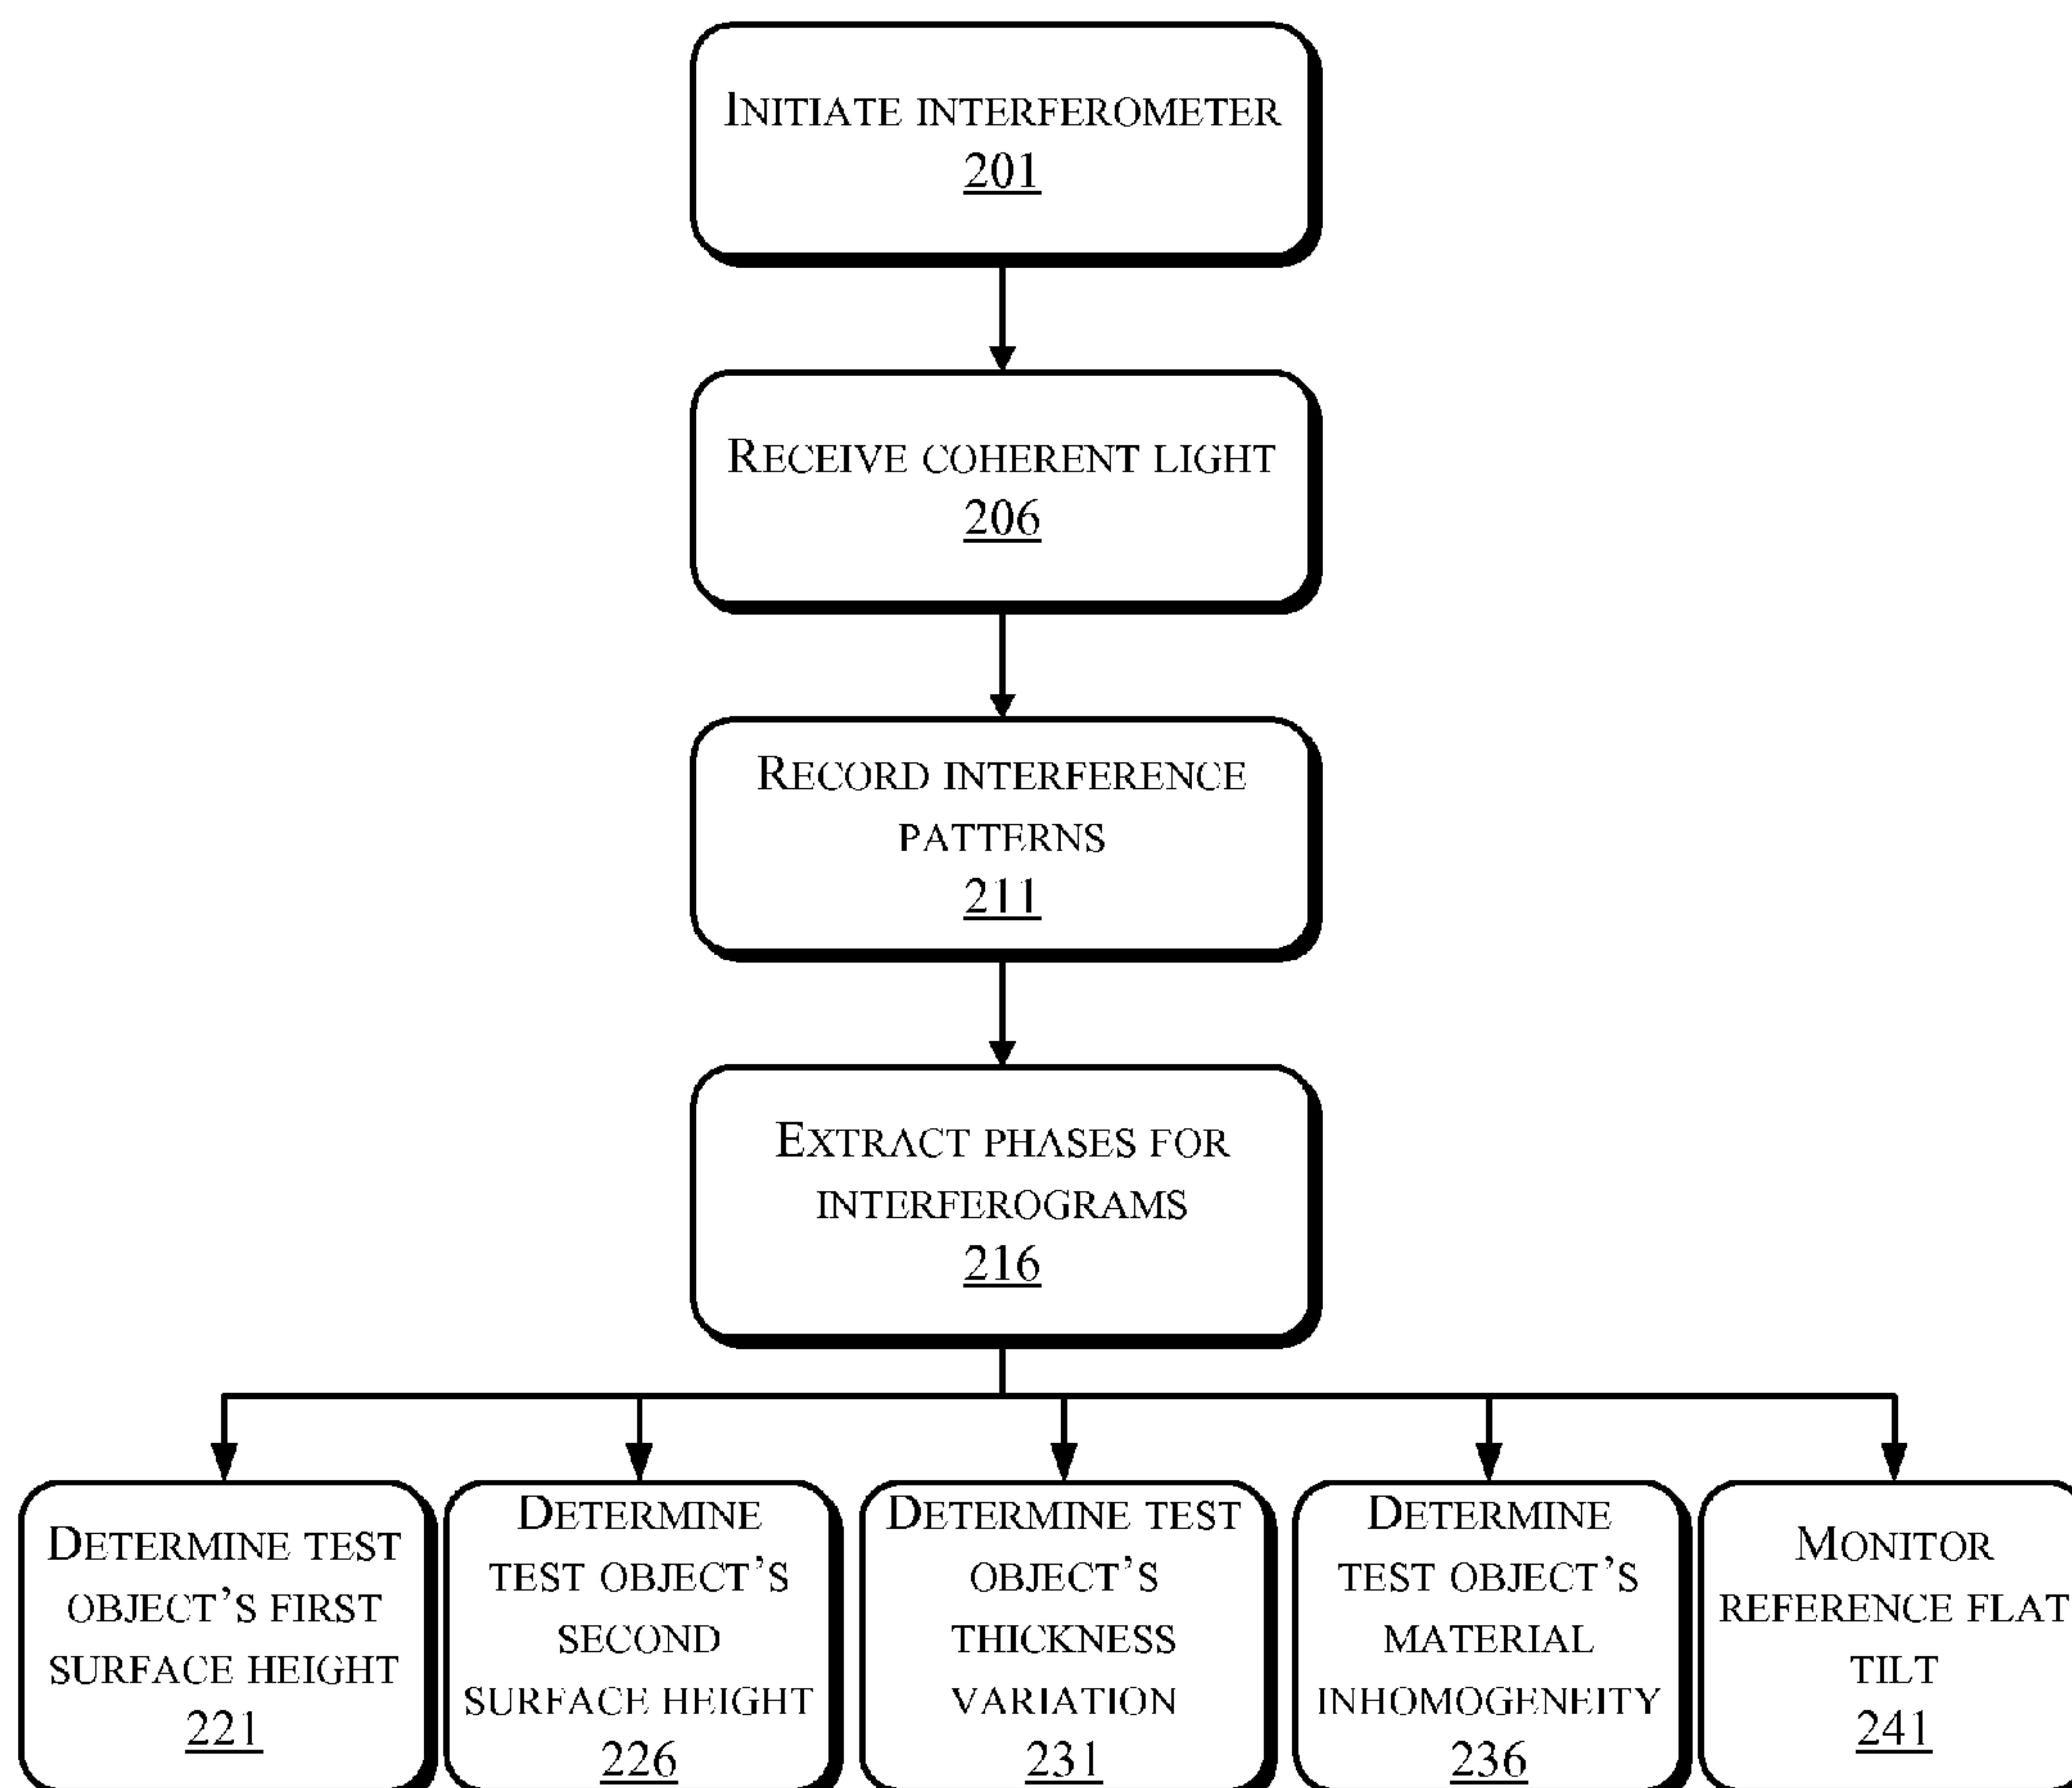 INITIATE INTERFEROMETER
201
RECEIVE COHERENT LIGHT
206
RECORD INTERFERENCE
PATTERNS
211
EXTRACT PHASES FOR
INTERFEROGRAMS
216
DETERMINE TEST
OBJECT'S FIRST
SURFACE HEIGHT
221
DETERMINE
TEST OBJECT'S
SECOND
SURFACE HEIGHT
226
DETERMINE TEST
OBJECT'S
THICKNESS
VARIATION
231
DETERMINE
TEST OBJECT'S
MATERIAL
INHOMOGENEITY
236
MONITOR
REFERENCE FLAT
TILT
241